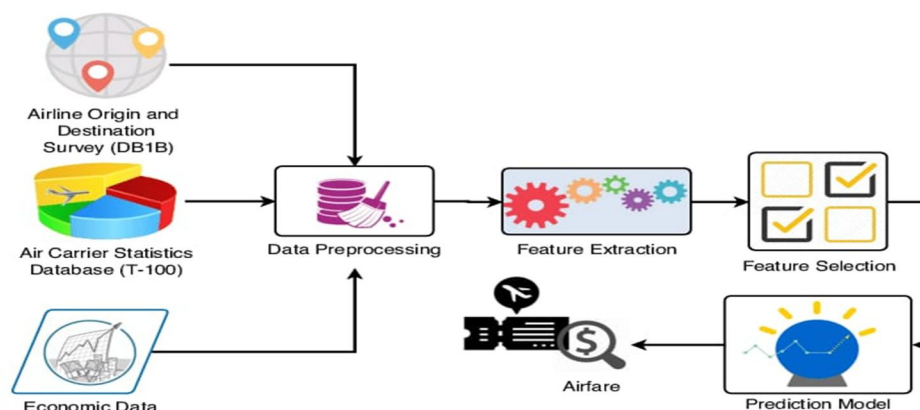 Airline Origin and
Destination
Survey (DB1B)
Air Carrier Statistics
Database (T-100)
Economic Data
Data Preprocessing
Feature Extraction
Feature Selection
Prediction Model
Airfare